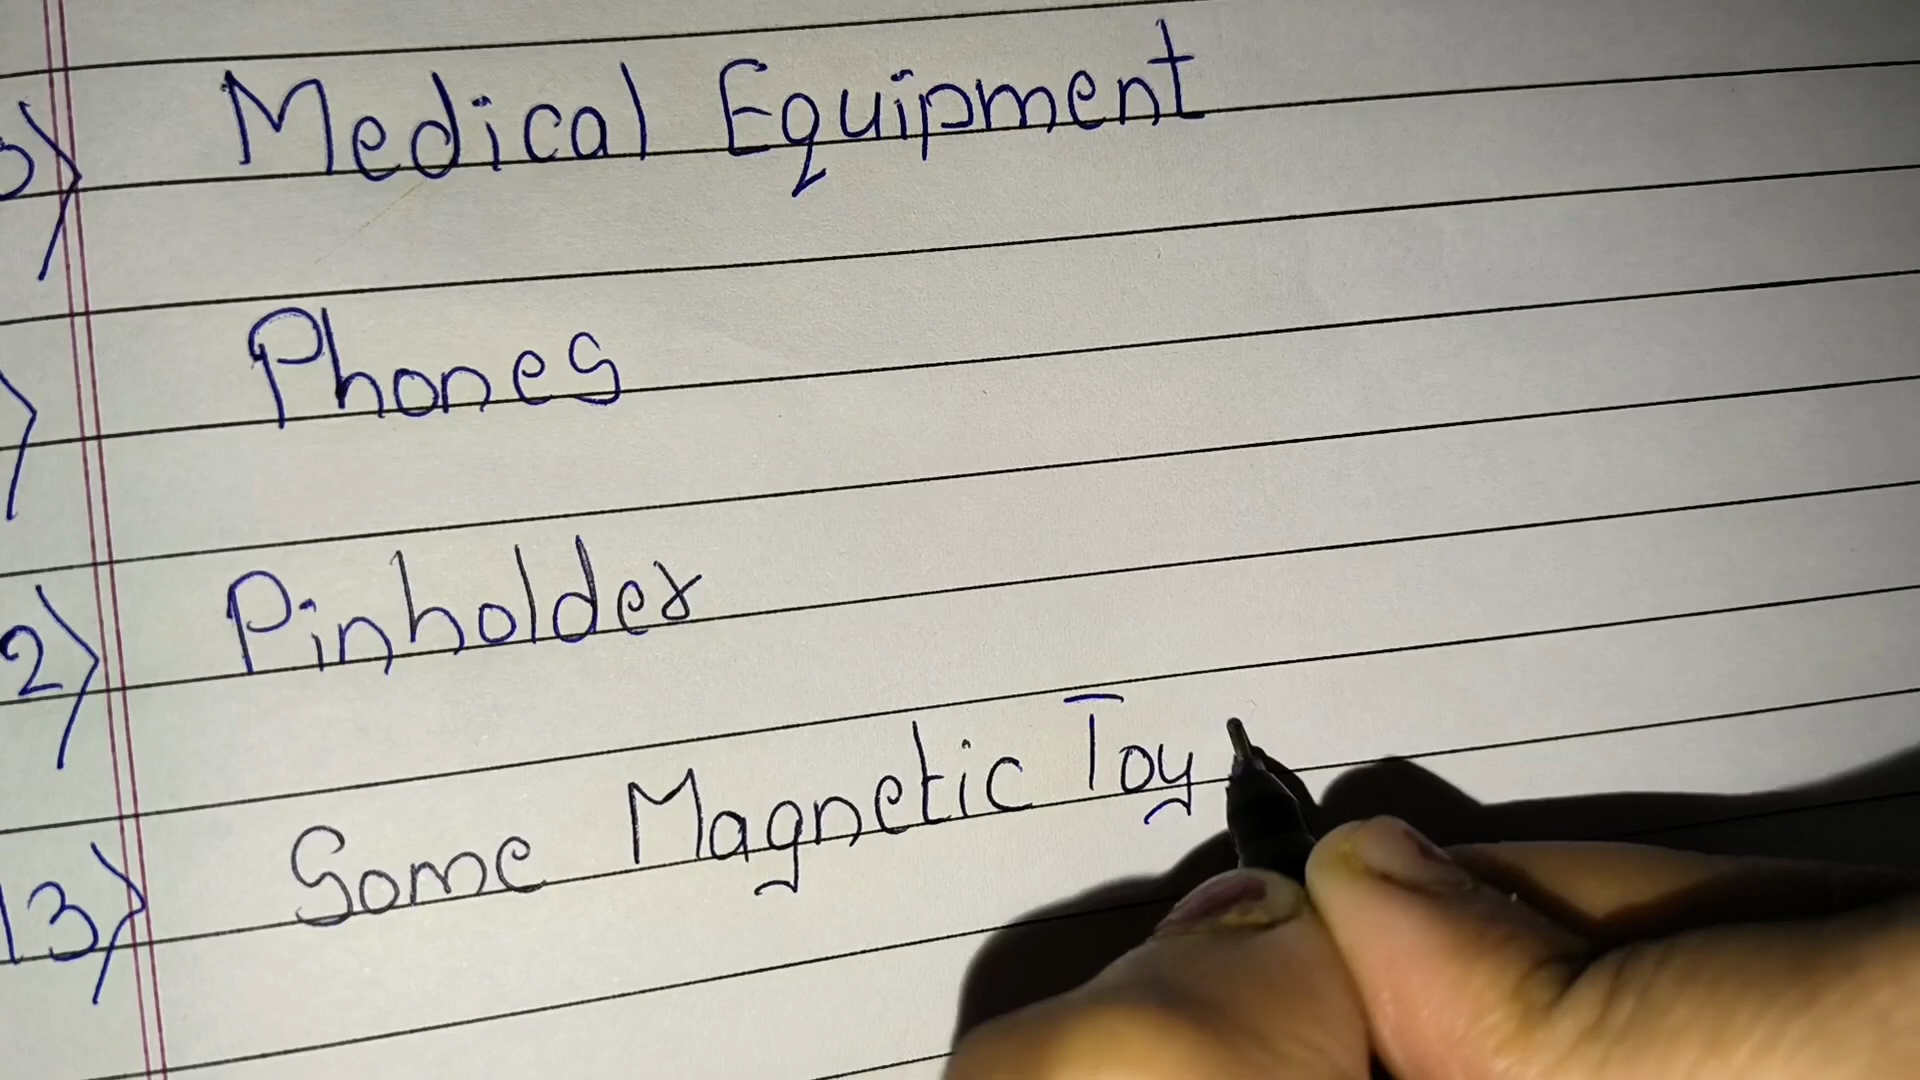 ) Medical Equipment
) Phones
2) Pinholder
13) Some Magnetic Toy